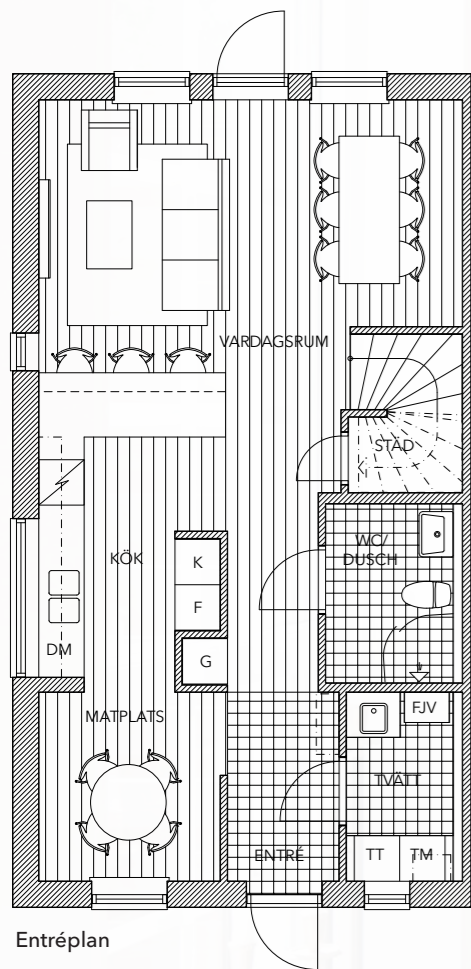 VARDAGSRUM
STÄD
WC/
DUSCH
KÖK
K
F
G
DM
FJV
MATPLATS
TVÄTT
ENTRÉ
TT
TM
Entréplan